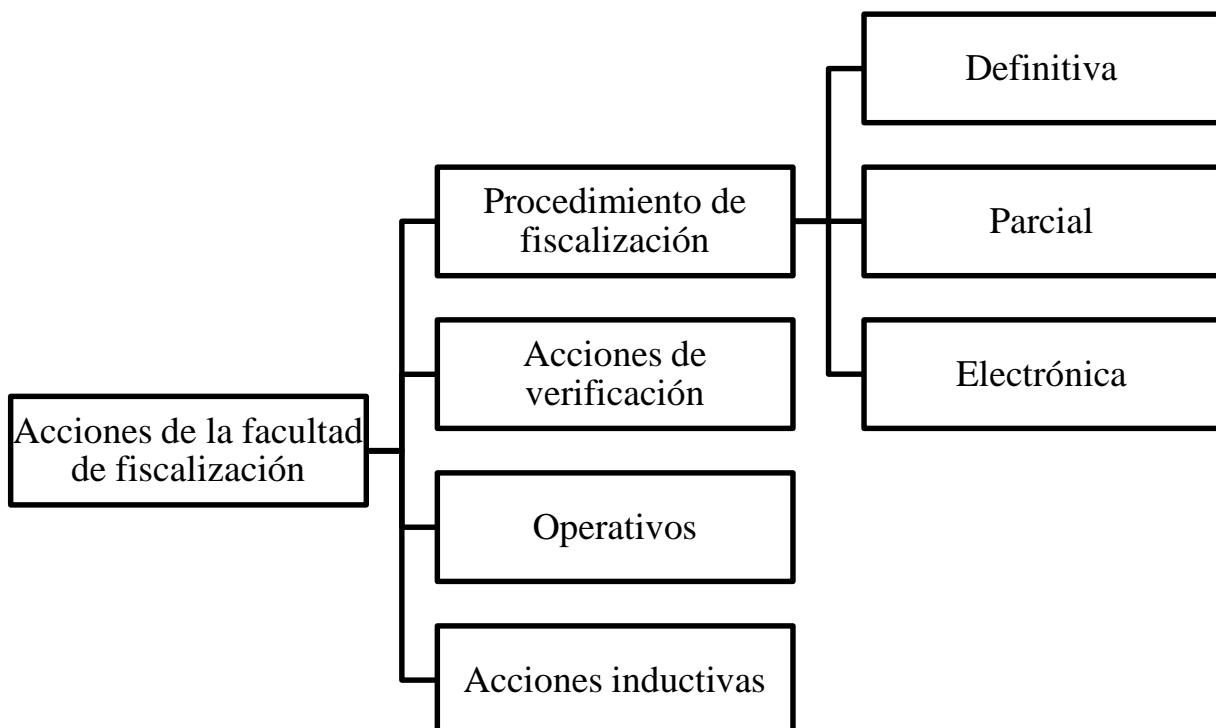 Acciones de la facultad
de fiscalización
Procedimiento de
fiscalización
Acciones de
verificación
Operativos
Acciones inductivas
Definitiva
Parcial
Electrónica